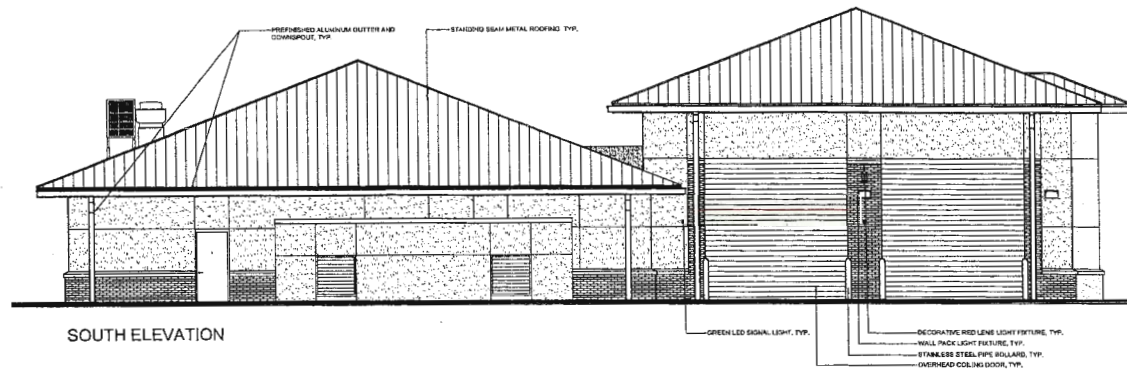 PREFINISHED ALUMINUM GUTTER AND
DOWNSPOUT, TYP.
STANDING SEAM METAL ROOFING, TYP.
SOUTH ELEVATION
GREEN LED SIGNAL LIGHT, TYP.
DECORATIVE RED LENS LIGHT FIXTURE, TYP.
WALL PACK LIGHT FIXTURE, TYP.
STAINLESS STEEL PIPE BOLLARD, TYP.
OVERHEAD COILING DOOR, TYP.